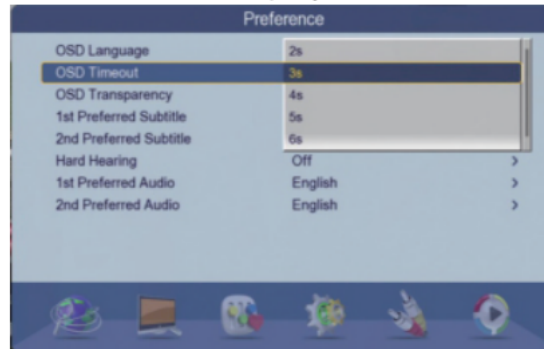 Preference
OSD Language 2s
OSD Timeout 3s
OSD Transparency 4s
1st Preferred Subtitle 5s
2nd Preferred Subtitle 6s
Hard Hearing Off >
1st Preferred Audio English >
2nd Preferred Audio English >